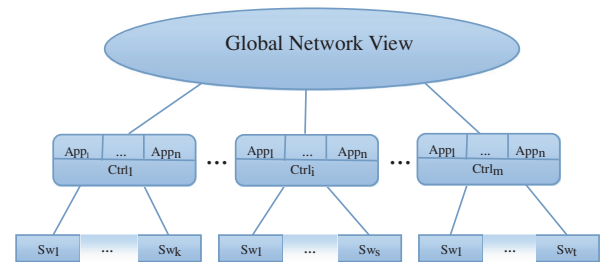 Global Network View
App₁ ... Appₙ ... App₁ ... Appₙ ... App₁ ... Appₙ
Ctrl₁ Ctrlᵢ Ctrlₘ
Sw₁ ... Swₖ Sw₁ ... Swₛ Sw₁ ... Swₜ